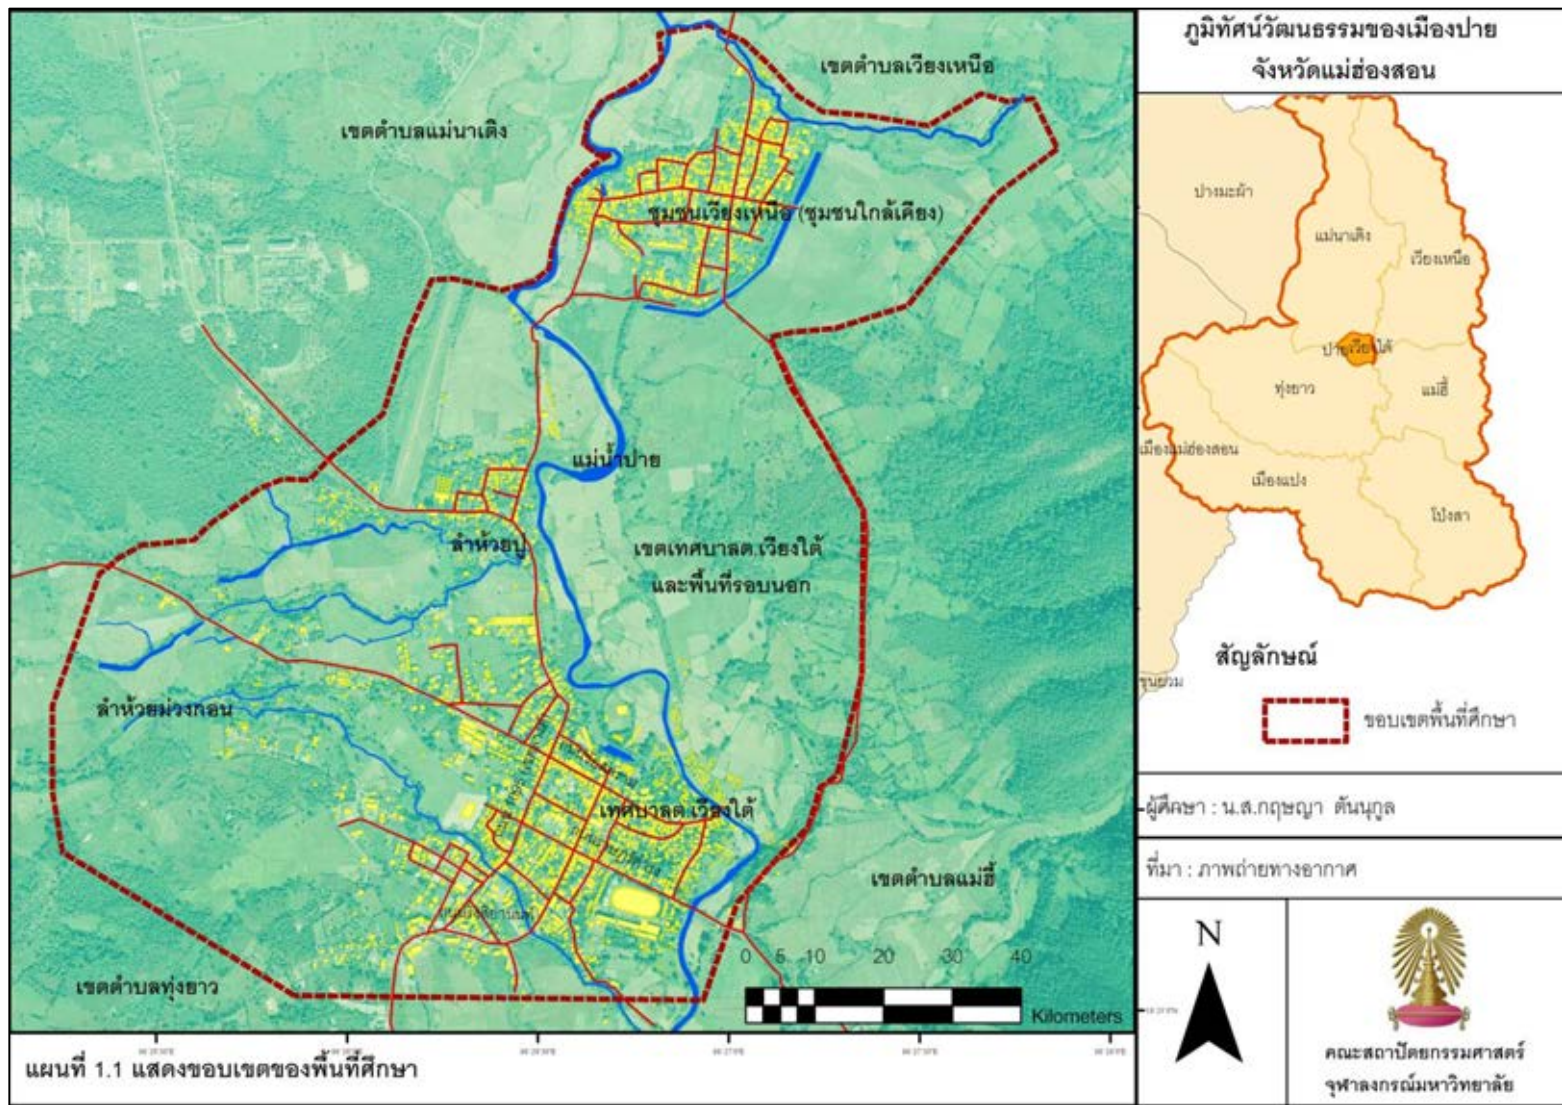 ภูมิทัศน์วัฒนธรรมของเมืองปาย
จังหวัดแม่ฮ่องสอน
เขตตำบลเวียงเหนือ
เขตตำบลแม่นาเติง
ชุมชนเวียงเหนือ (ชุมชนใกล้เคียง)
แม่น้ำปาย
ลำห้วยปู
เขตเทศบาลต.เวียงใต้
และพื้นที่รอบนอก
ลำห้วยม่วงกอน
เทศบาลต.เวียงใต้
เขตตำบลแม่ฮี้
เขตตำบลทุ่งยาว
0 5 10 20 30 40
Kilometers
ปางมะผ้า
แม่นาเติง
เวียงเหนือ
ปาย
เวียงใต้
ทุ่งยาว
แม่ฮี้
เมืองแม่ฮ่องสอน
เมืองแปง
โป่งสา
ขุนยวม
สัญลักษณ์
ขอบเขตพื้นที่ศึกษา
ผู้ศึกษา : น.ส.กฤษญา ตันนุกูล
ที่มา : ภาพถ่ายทางอากาศ
N
คณะสถาปัตยกรรมศาสตร์
จุฬาลงกรณ์มหาวิทยาลัย
แผนที่ 1.1 แสดงขอบเขตของพื้นที่ศึกษา